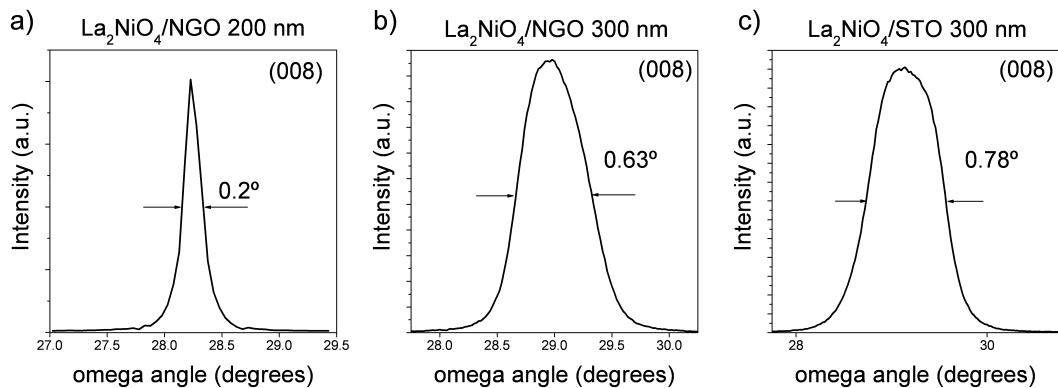 a)
La₂NiO₄/NGO 200 nm
(008)
0.2º
Intensity (a.u.)
27.0 27.5 28.0 28.5 29.0 29.5
omega angle (degrees)
b)
La₂NiO₄/NGO 300 nm
(008)
0.63º
Intensity (a.u.)
28.0 28.5 29.0 29.5 30.0
omega angle (degrees)
c)
La₂NiO₄/STO 300 nm
(008)
0.78º
Intensity (a.u.)
28 30
omega angle (degrees)